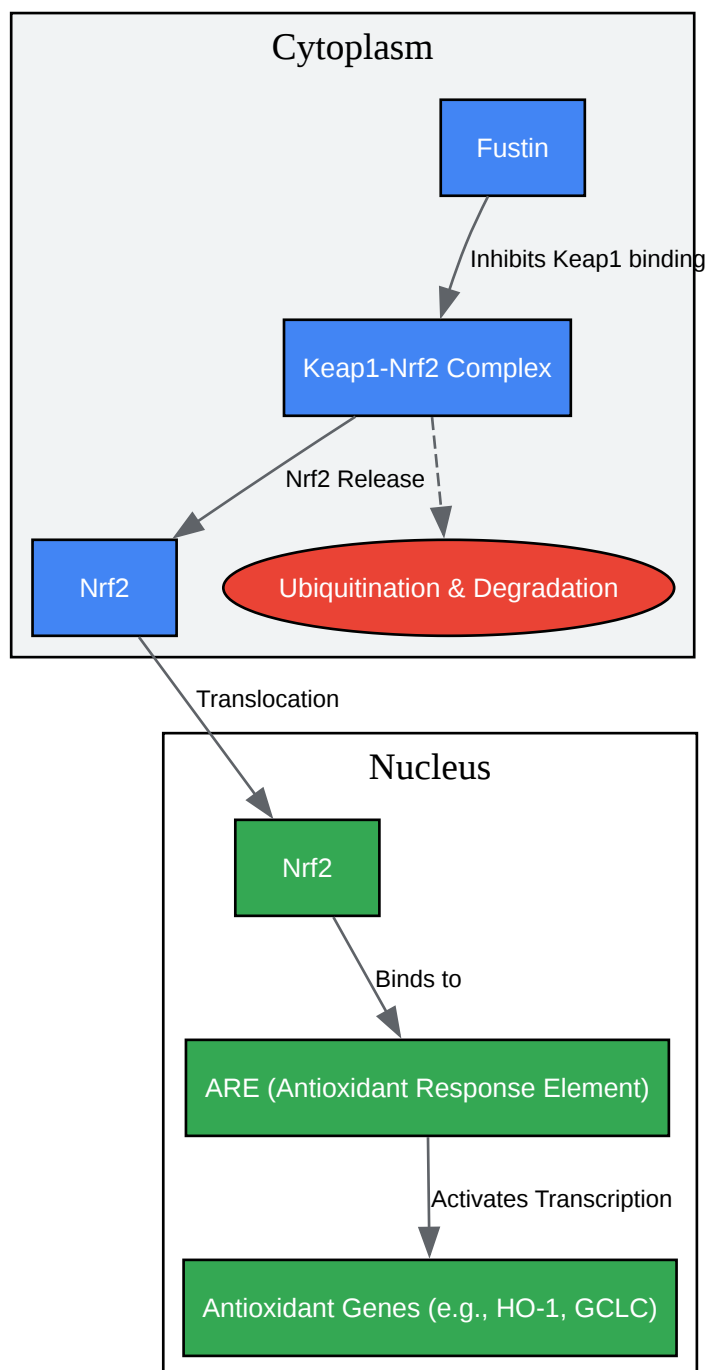 Cytoplasm
Fustin
Inhibits Keap1 binding
Keap1-Nrf2 Complex
Nrf2 Release
Nrf2
Ubiquitination & Degradation
Translocation
Nucleus
Nrf2
Binds to
ARE (Antioxidant Response Element)
Activates Transcription
Antioxidant Genes (e.g., HO-1, GCLC)